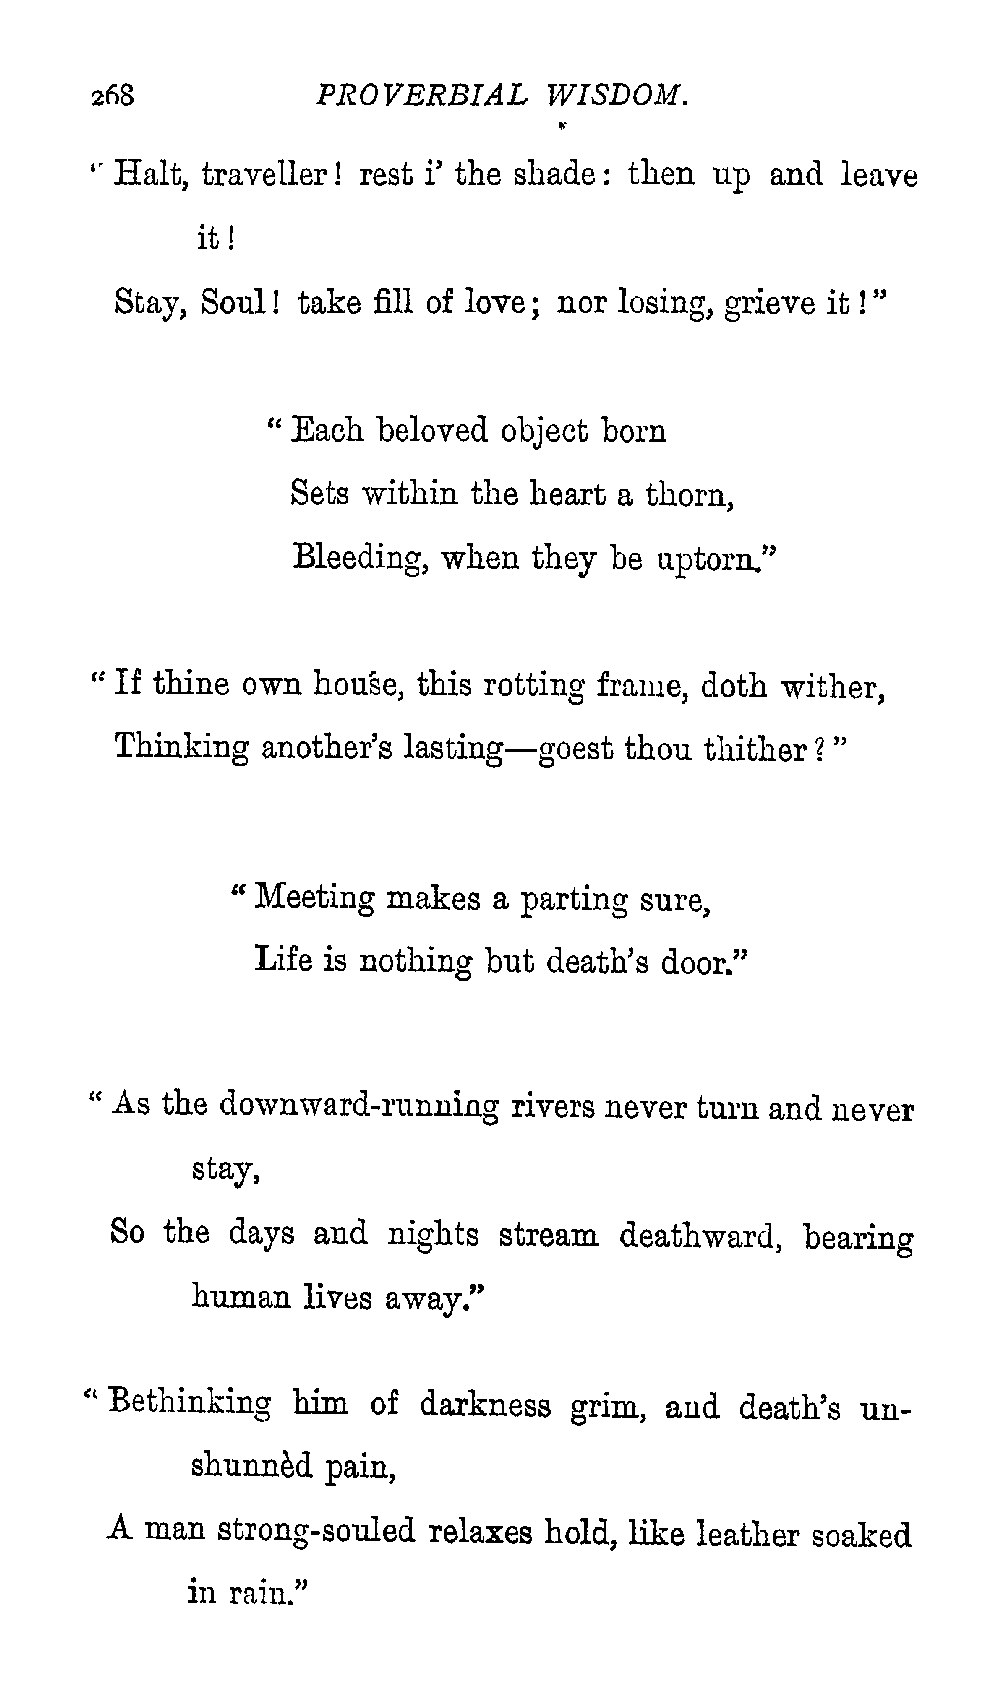 268 PROVERBIAL WISDOM.
“ Halt, traveller! rest i’ the shade: then up and leave
it!
Stay, Soul! take fill of love; nor losing, grieve it!”
“ Each beloved object born
Sets within the heart a thorn,
Bleeding, when they be uptorn.”
“ If thine own house, this rotting frame, doth wither,
Thinking another’s lasting—goest thou thither?”
“ Meeting makes a parting sure,
Life is nothing but death’s door.”
“ As the downward-running rivers never turn and never
stay,
So the days and nights stream deathward, bearing
human lives away.”
“ Bethinking him of darkness grim, and death’s un-
shunnèd pain,
A man strong-souled relaxes hold, like leather soaked
in rain.”